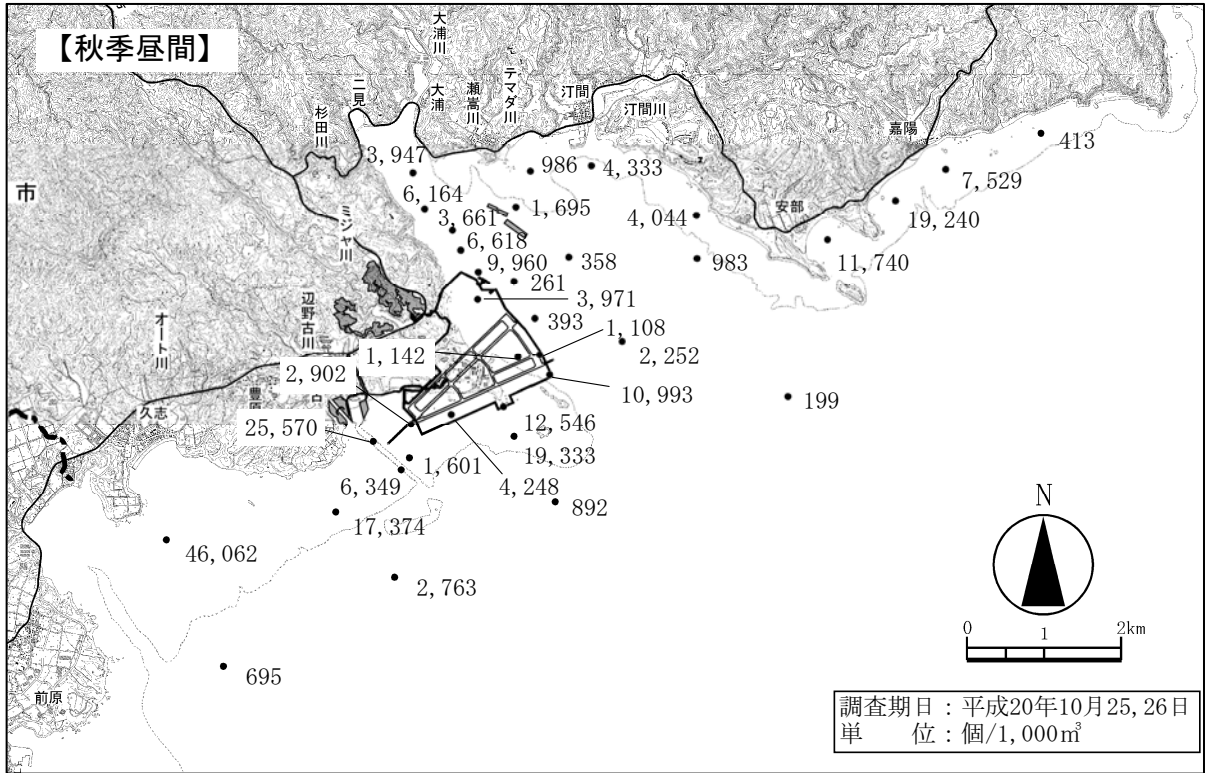 【秋季昼間】
大浦川
二見
大浦
瀬嵩川
テマダ川
汀間
汀間川
杉田川
嘉陽
安部
市
ミジャ川
辺野古川
オート川
久志
前原
413
3,947
986
4,333
7,529
6,164
1,695
19,240
3,661
4,044
6,618
9,960
358
983
11,740
261
3,971
393
1,108
1,142
2,252
2,902
10,993
199
25,570
12,546
1,601
19,333
6,349
4,248
892
17,374
46,062
2,763
695
N
0 1 2km
調査期日：平成20年10月25,26日
単　　位：個/1,000㎥